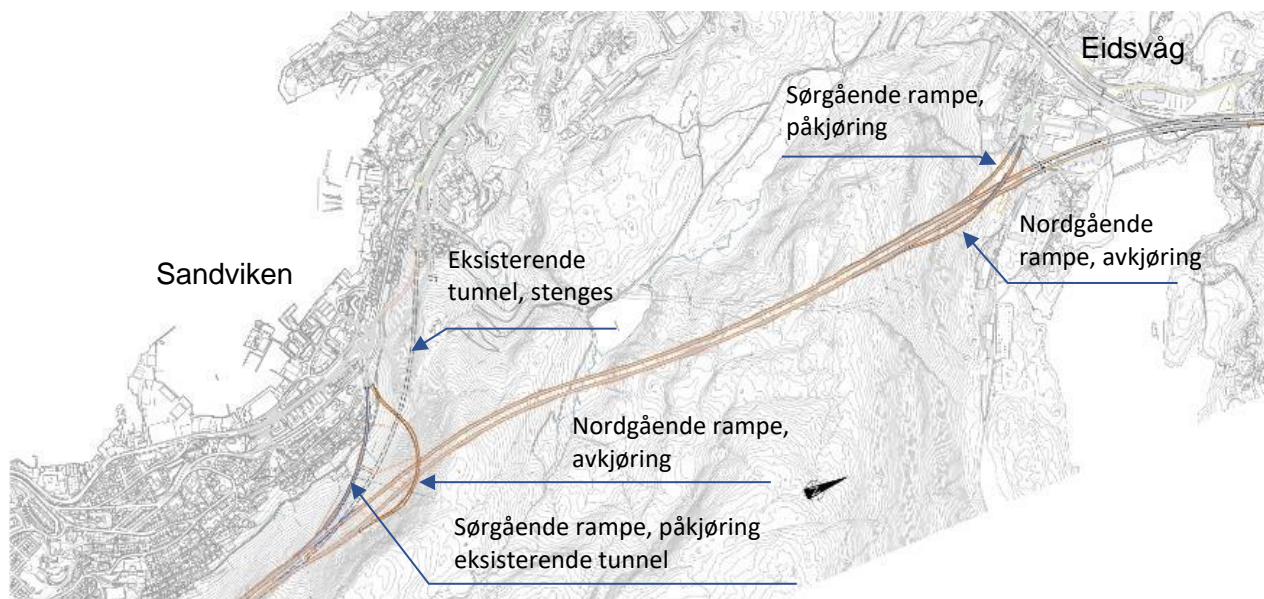 Eidsvåg
Sørgående rampe,
påkjøring
Nordgående
rampe, avkjøring
Sandviken
Eksisterende
tunnel, stenges
Nordgående rampe,
avkjøring
Sørgående rampe, påkjøring
eksisterende tunnel